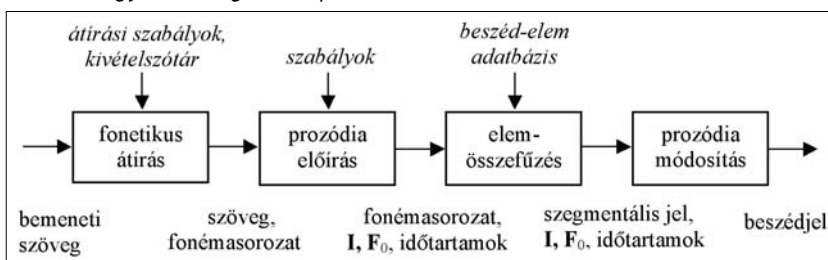 átírási szabályok,
kivételszótár
szabályok
beszéd-elem
adatbázis
fonetikus
átírás
prozódia
előírás
elem-
összefűzés
prozódia
módosítás
bemeneti
szöveg
szöveg,
fonémasorozat
fonémasorozat,
I, F₀, időtartamok
szegmentális jel,
I, F₀, időtartamok
beszédjel